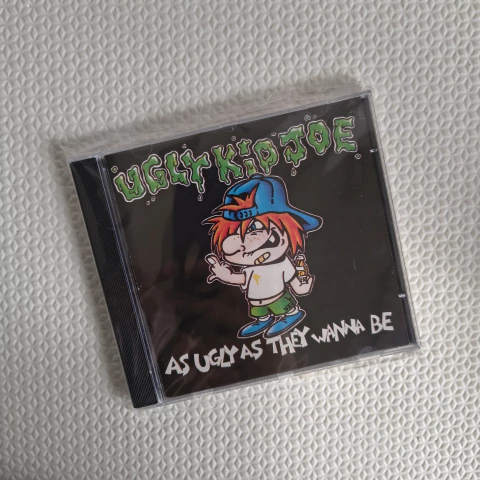 UGLY KiD JOE
AS UGLY AS THEY WANNA BE